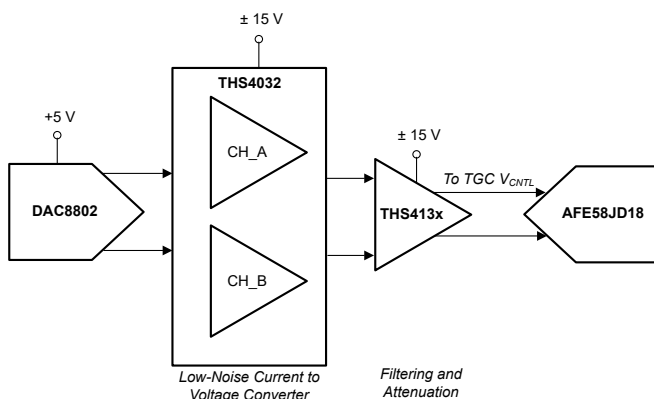 ± 15 V
THS4032
+5 V
CH_A
± 15 V
To TGC VCNTL
DAC8802
THS413x
AFE58JD18
CH_B
Low-Noise Current to
Voltage Converter
Filtering and
Attenuation